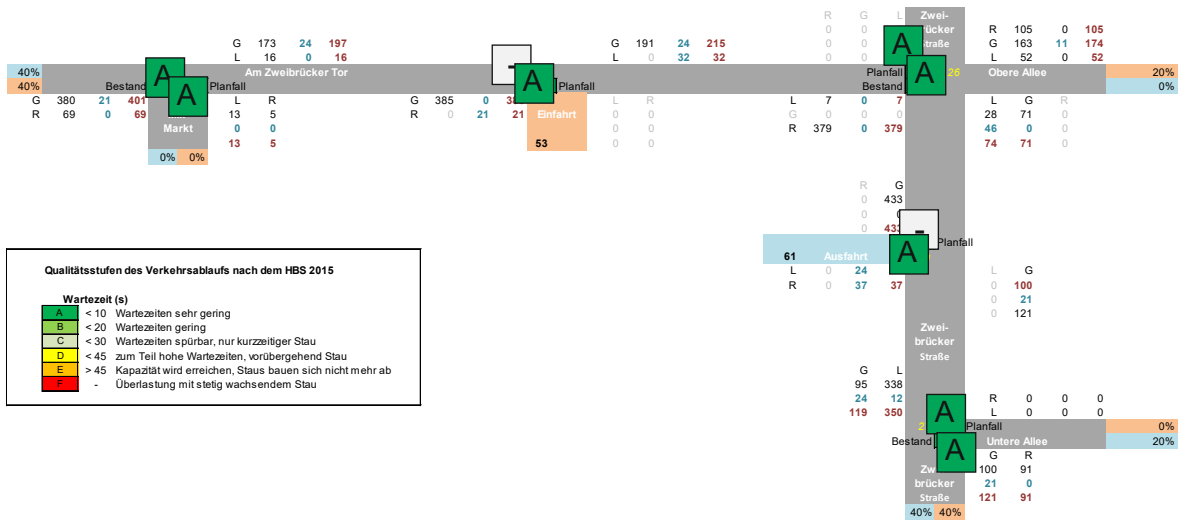 R G L Zwei-
G 173 24 197 G 191 24 215 0 0 0 brücker R 105 0 105
L 16 0 16 - L 0 32 32 0 0 0 Straße G 163 11 174
0 0 0 A L 52 0 52
40% A Am Zweibrücker Tor A Planfall A 26 Obere Allee 20%
40% Bestand A Planfall Planfall Bestand 0%
G 380 21 401 L R G 385 0 L R L 7 0 7 L G R
R 69 0 69 13 5 R 0 21 21 Einfahrt 0 0 G 0 0 0 28 71 0
Markt 0 0 0 0 R 379 0 379 46 0 0
13 5 53 0 0 74 71 0
0% 0%
R G
0 433
0
0 433 -
Planfall
61 Ausfahrt A
L 0 24 L G
R 0 37 37 0 100
0 21
0 121
Qualitätsstufen des Verkehrsablaufs nach dem HBS 2015
Wartezeit (s)
A < 10 Wartezeiten sehr gering
B < 20 Wartezeiten gering
C < 30 Wartezeiten spürbar, nur kurzzeitiger Stau
D < 45 zum Teil hohe Wartezeiten, vorübergehend Stau
E > 45 Kapazität wird erreichen, Staus bauen sich nicht mehr ab
F - Überlastung mit stetig wachsendem Stau
Zwei-
brücker
Straße
G L
95 338
24 12
119 350
A R 0 0 0
L 0 0 0
2 Planfall 0%
Bestand A Untere Allee 20%
G R
100 91
brücker 21 0
Straße 121 91
40% 40%